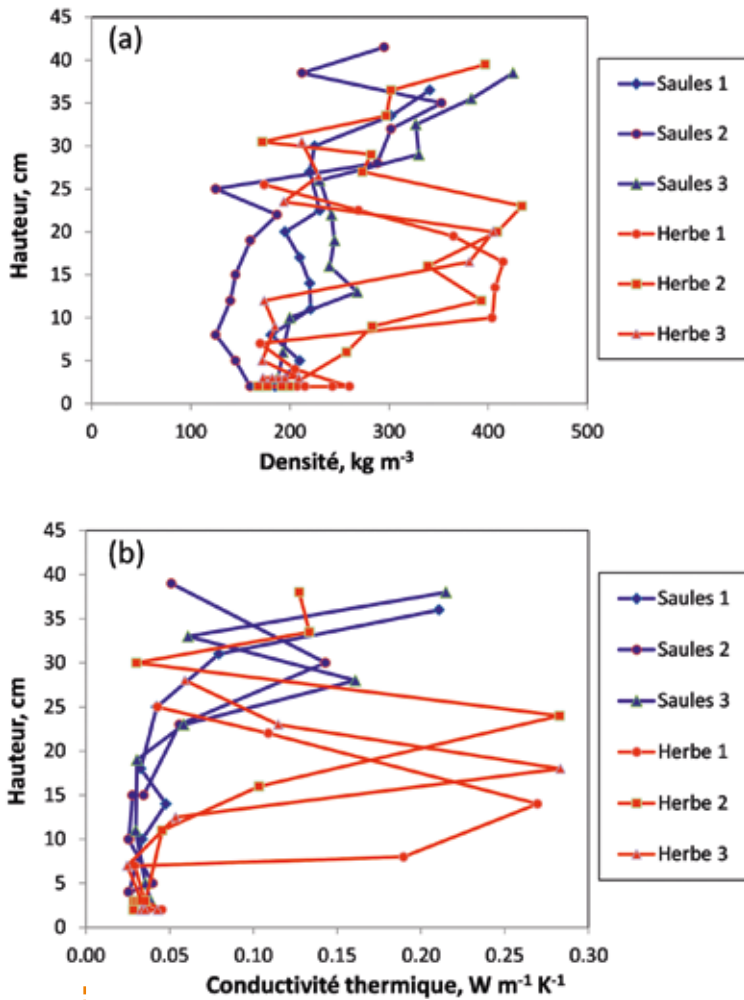 (a)
45
40
35
30
25
20
15
10
5
0
Hauteur, cm
0 100 200 300 400 500
Densité, kg m⁻³
Saules 1
Saules 2
Saules 3
Herbe 1
Herbe 2
Herbe 3
(b)
45
40
35
30
25
20
15
10
5
0
Hauteur, cm
0.00 0.05 0.10 0.15 0.20 0.25 0.30
Conductivité thermique, W m⁻¹ K⁻¹
Saules 1
Saules 2
Saules 3
Herbe 1
Herbe 2
Herbe 3